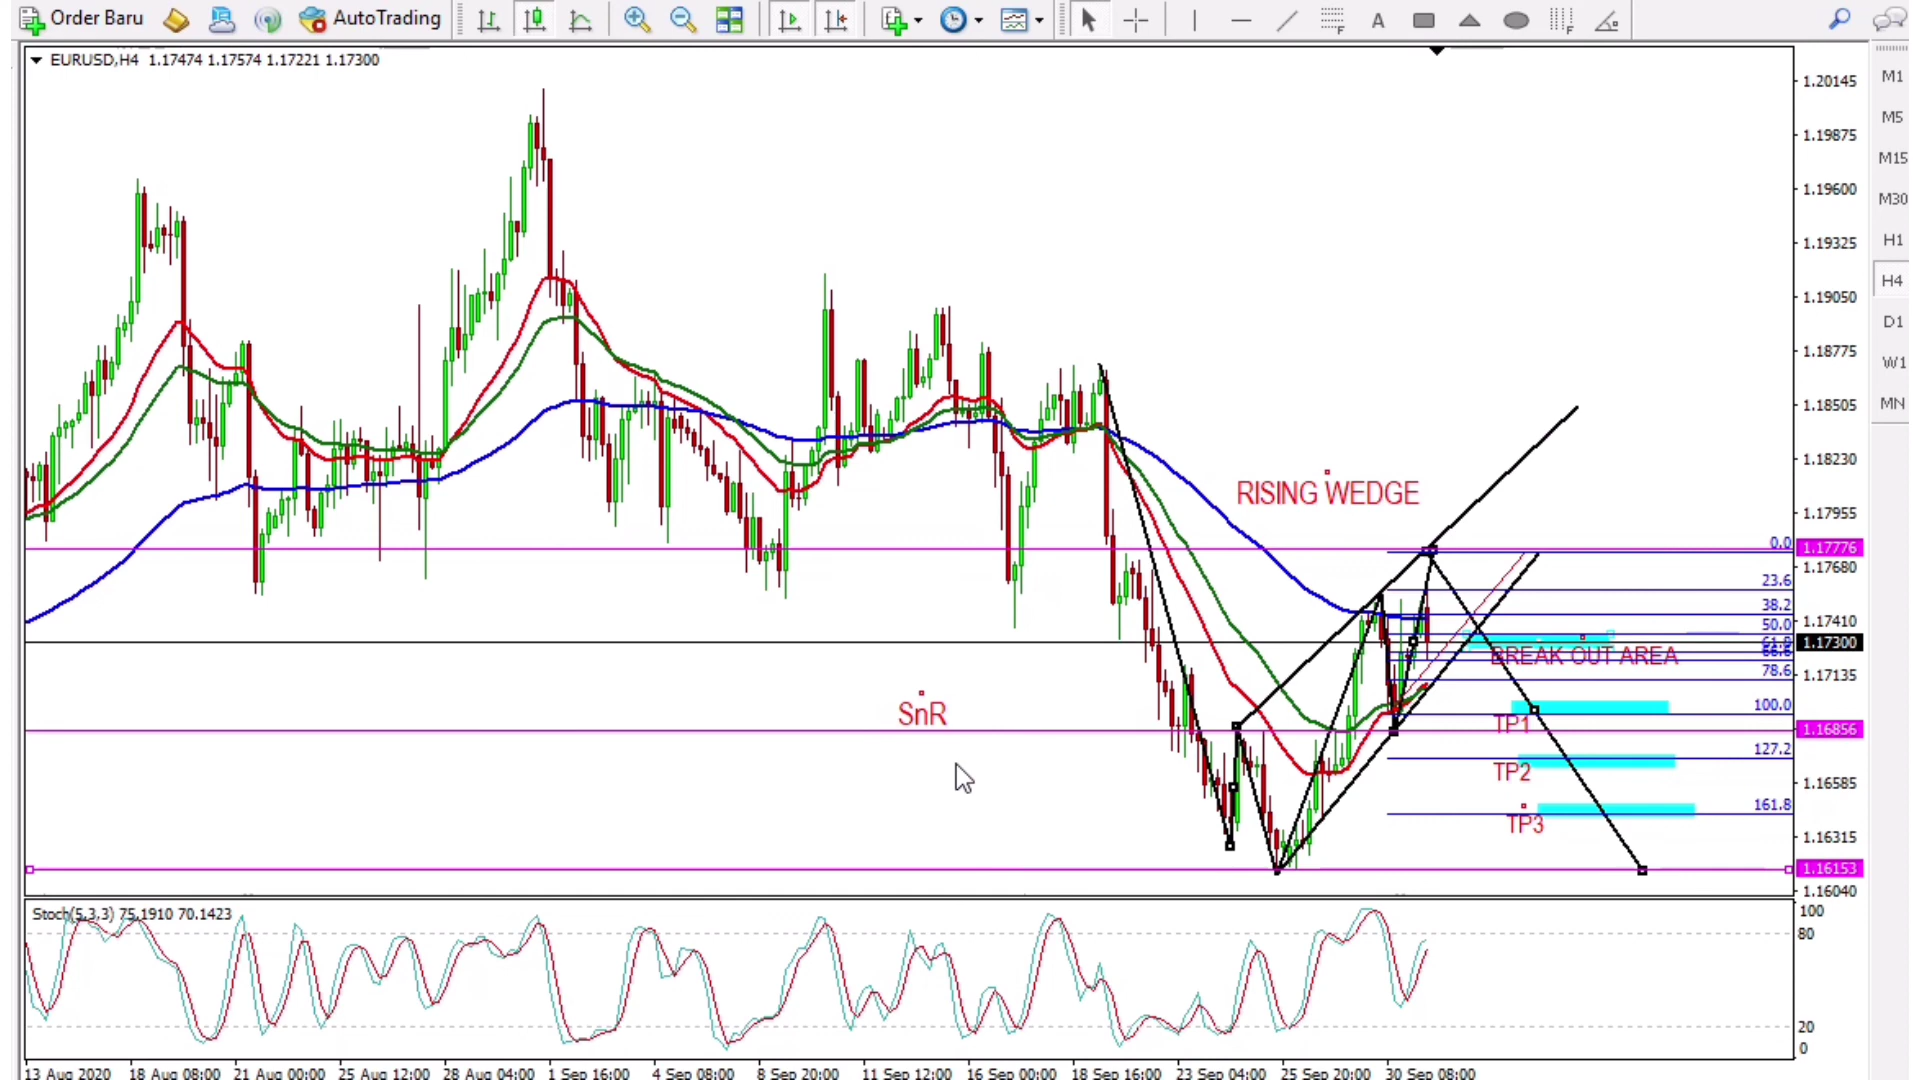 Order Baru
AutoTrading
EURUSD,H4 1.17474 1.17574 1.17221 1.17300
1.20145
1.19875
1.19600
1.19325
1.19050
1.18775
1.18505
1.18230
1.17955
1.17776
1.17680
1.17410
1.17300
1.17135
1.16856
1.16585
1.16315
1.16153
1.16040
M1
M5
M15
M30
H1
H4
D1
W1
MN
RISING WEDGE
0.0
23.6
38.2
50.0
78.6
100.0
127.2
161.8
BREAK OUT AREA
SnR
TP1
TP2
TP3
Stoch(5,3,3) 75.1910 70.1423
100
80
20
0
13 Aug 2020
18 Aug 08:00
21 Aug 00:00
25 Aug 12:00
28 Aug 04:00
1 Sep 16:00
4 Sep 08:00
8 Sep 20:00
11 Sep 12:00
16 Sep 00:00
18 Sep 16:00
23 Sep 04:00
25 Sep 20:00
30 Sep 08:00